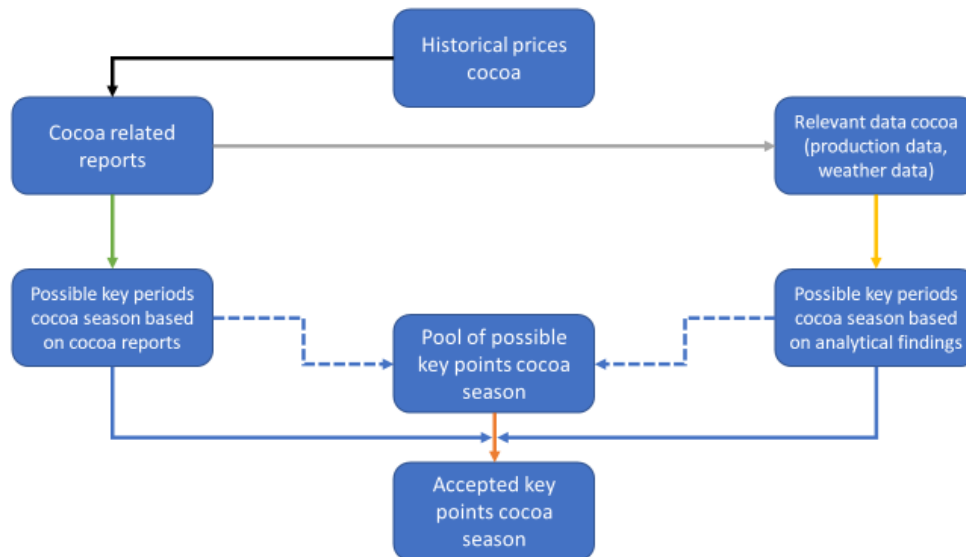 Historical prices
cocoa
Cocoa related
reports
Relevant data cocoa
(production data,
weather data)
Possible key periods
cocoa season based
on cocoa reports
Pool of possible
key points cocoa
season
Possible key periods
cocoa season based
on analytical findings
Accepted key
points cocoa
season